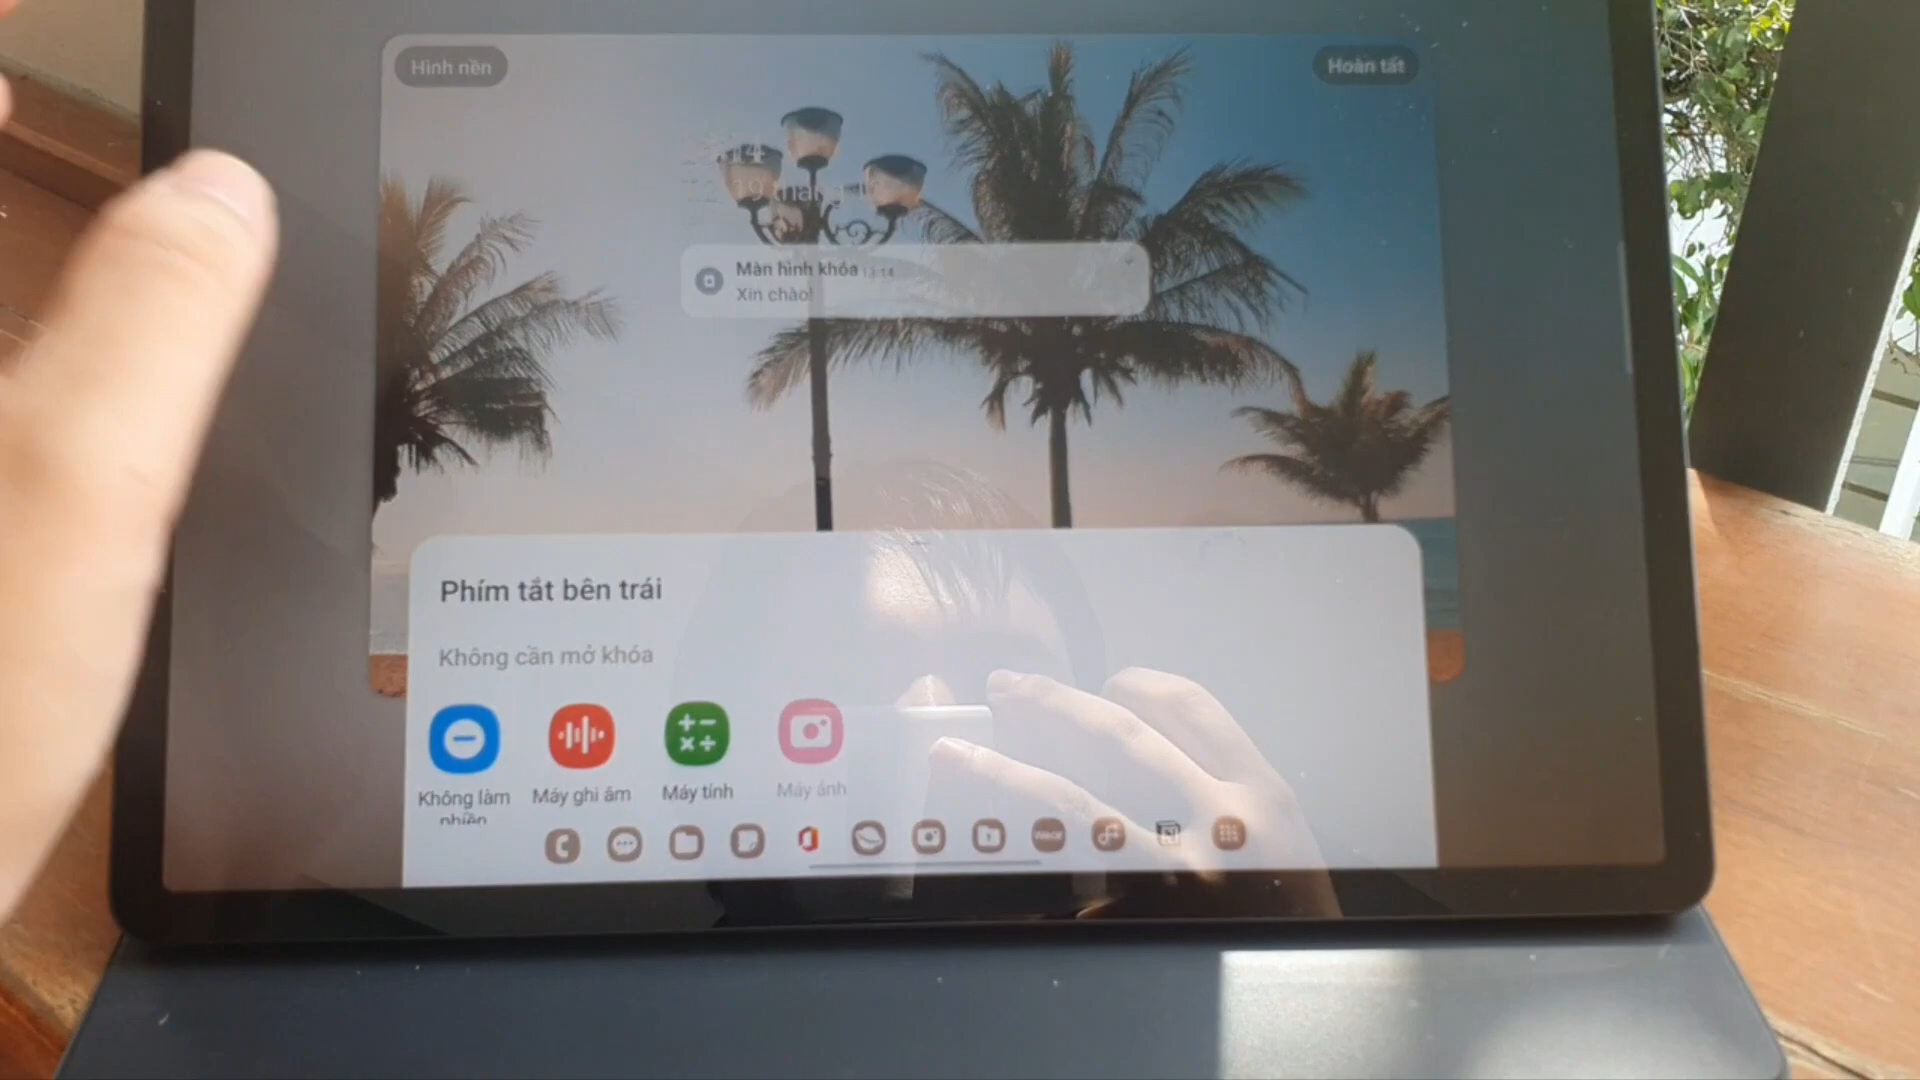 Hình nền
Hoàn tất
Màn hình khóa 13:14
Xin chào!
Phím tắt bên trái
Không cần mở khóa
Không làm
phiền
Máy ghi âm
Máy tính
Máy ảnh